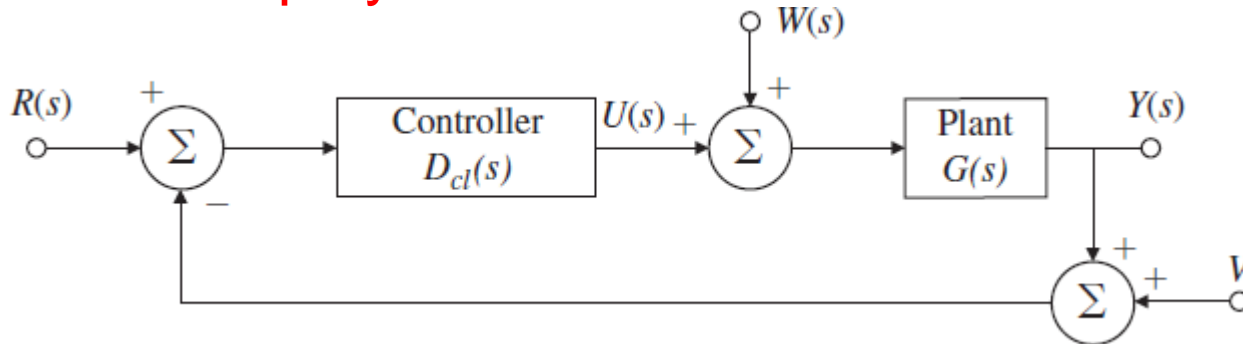 W(s)
R(s)
+
Σ
−
Controller
D_cl(s)
U(s)
+
+
Σ
Plant
G(s)
Y(s)
+
+
Σ
V